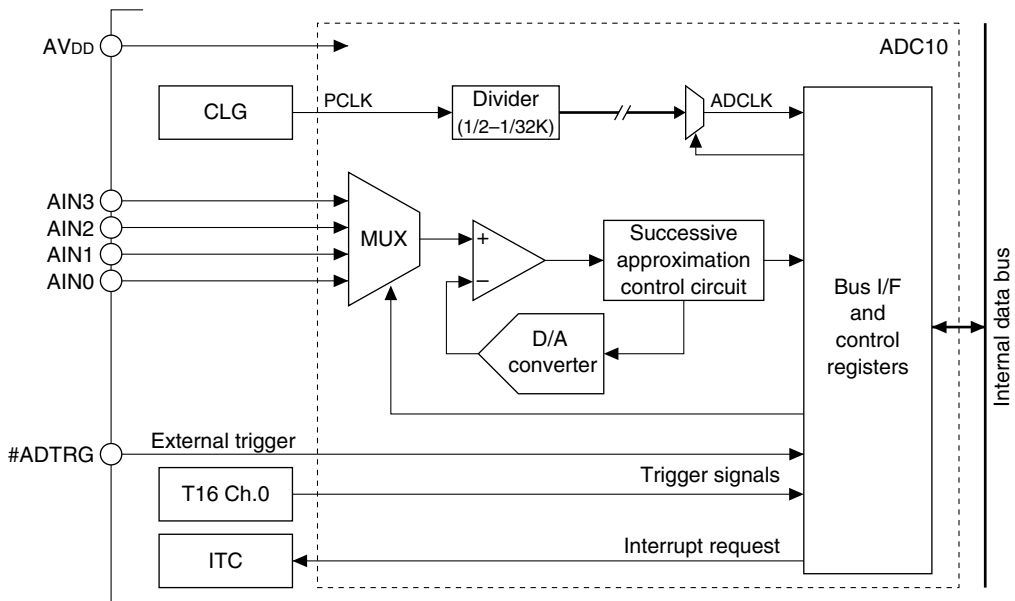 AVDD
ADC10
CLG
PCLK
Divider
(1/2–1/32K)
ADCLK
AIN3
AIN2
AIN1
AIN0
MUX
+
–
Successive
approximation
control circuit
D/A
converter
Bus I/F
and
control
registers
Internal data bus
#ADTRG
External trigger
T16 Ch.0
Trigger signals
ITC
Interrupt request